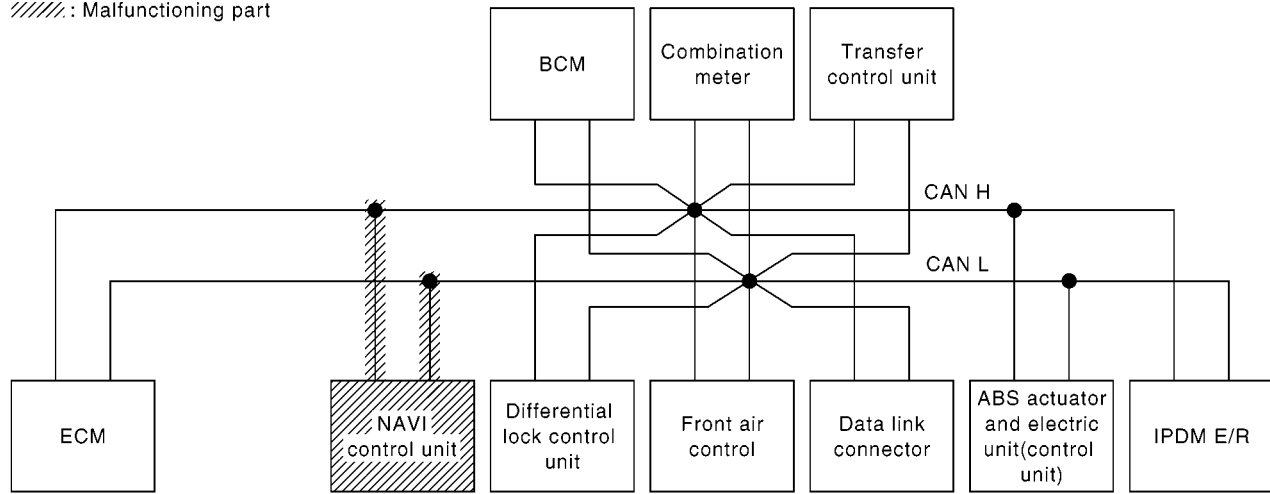 : Malfunctioning part
BCM
Combination
meter
Transfer
control unit
CAN H
CAN L
ECM
NAVI
control unit
Differential
lock control
unit
Front air
control
Data link
connector
ABS actuator
and electric
unit(control
unit)
IPDM E/R